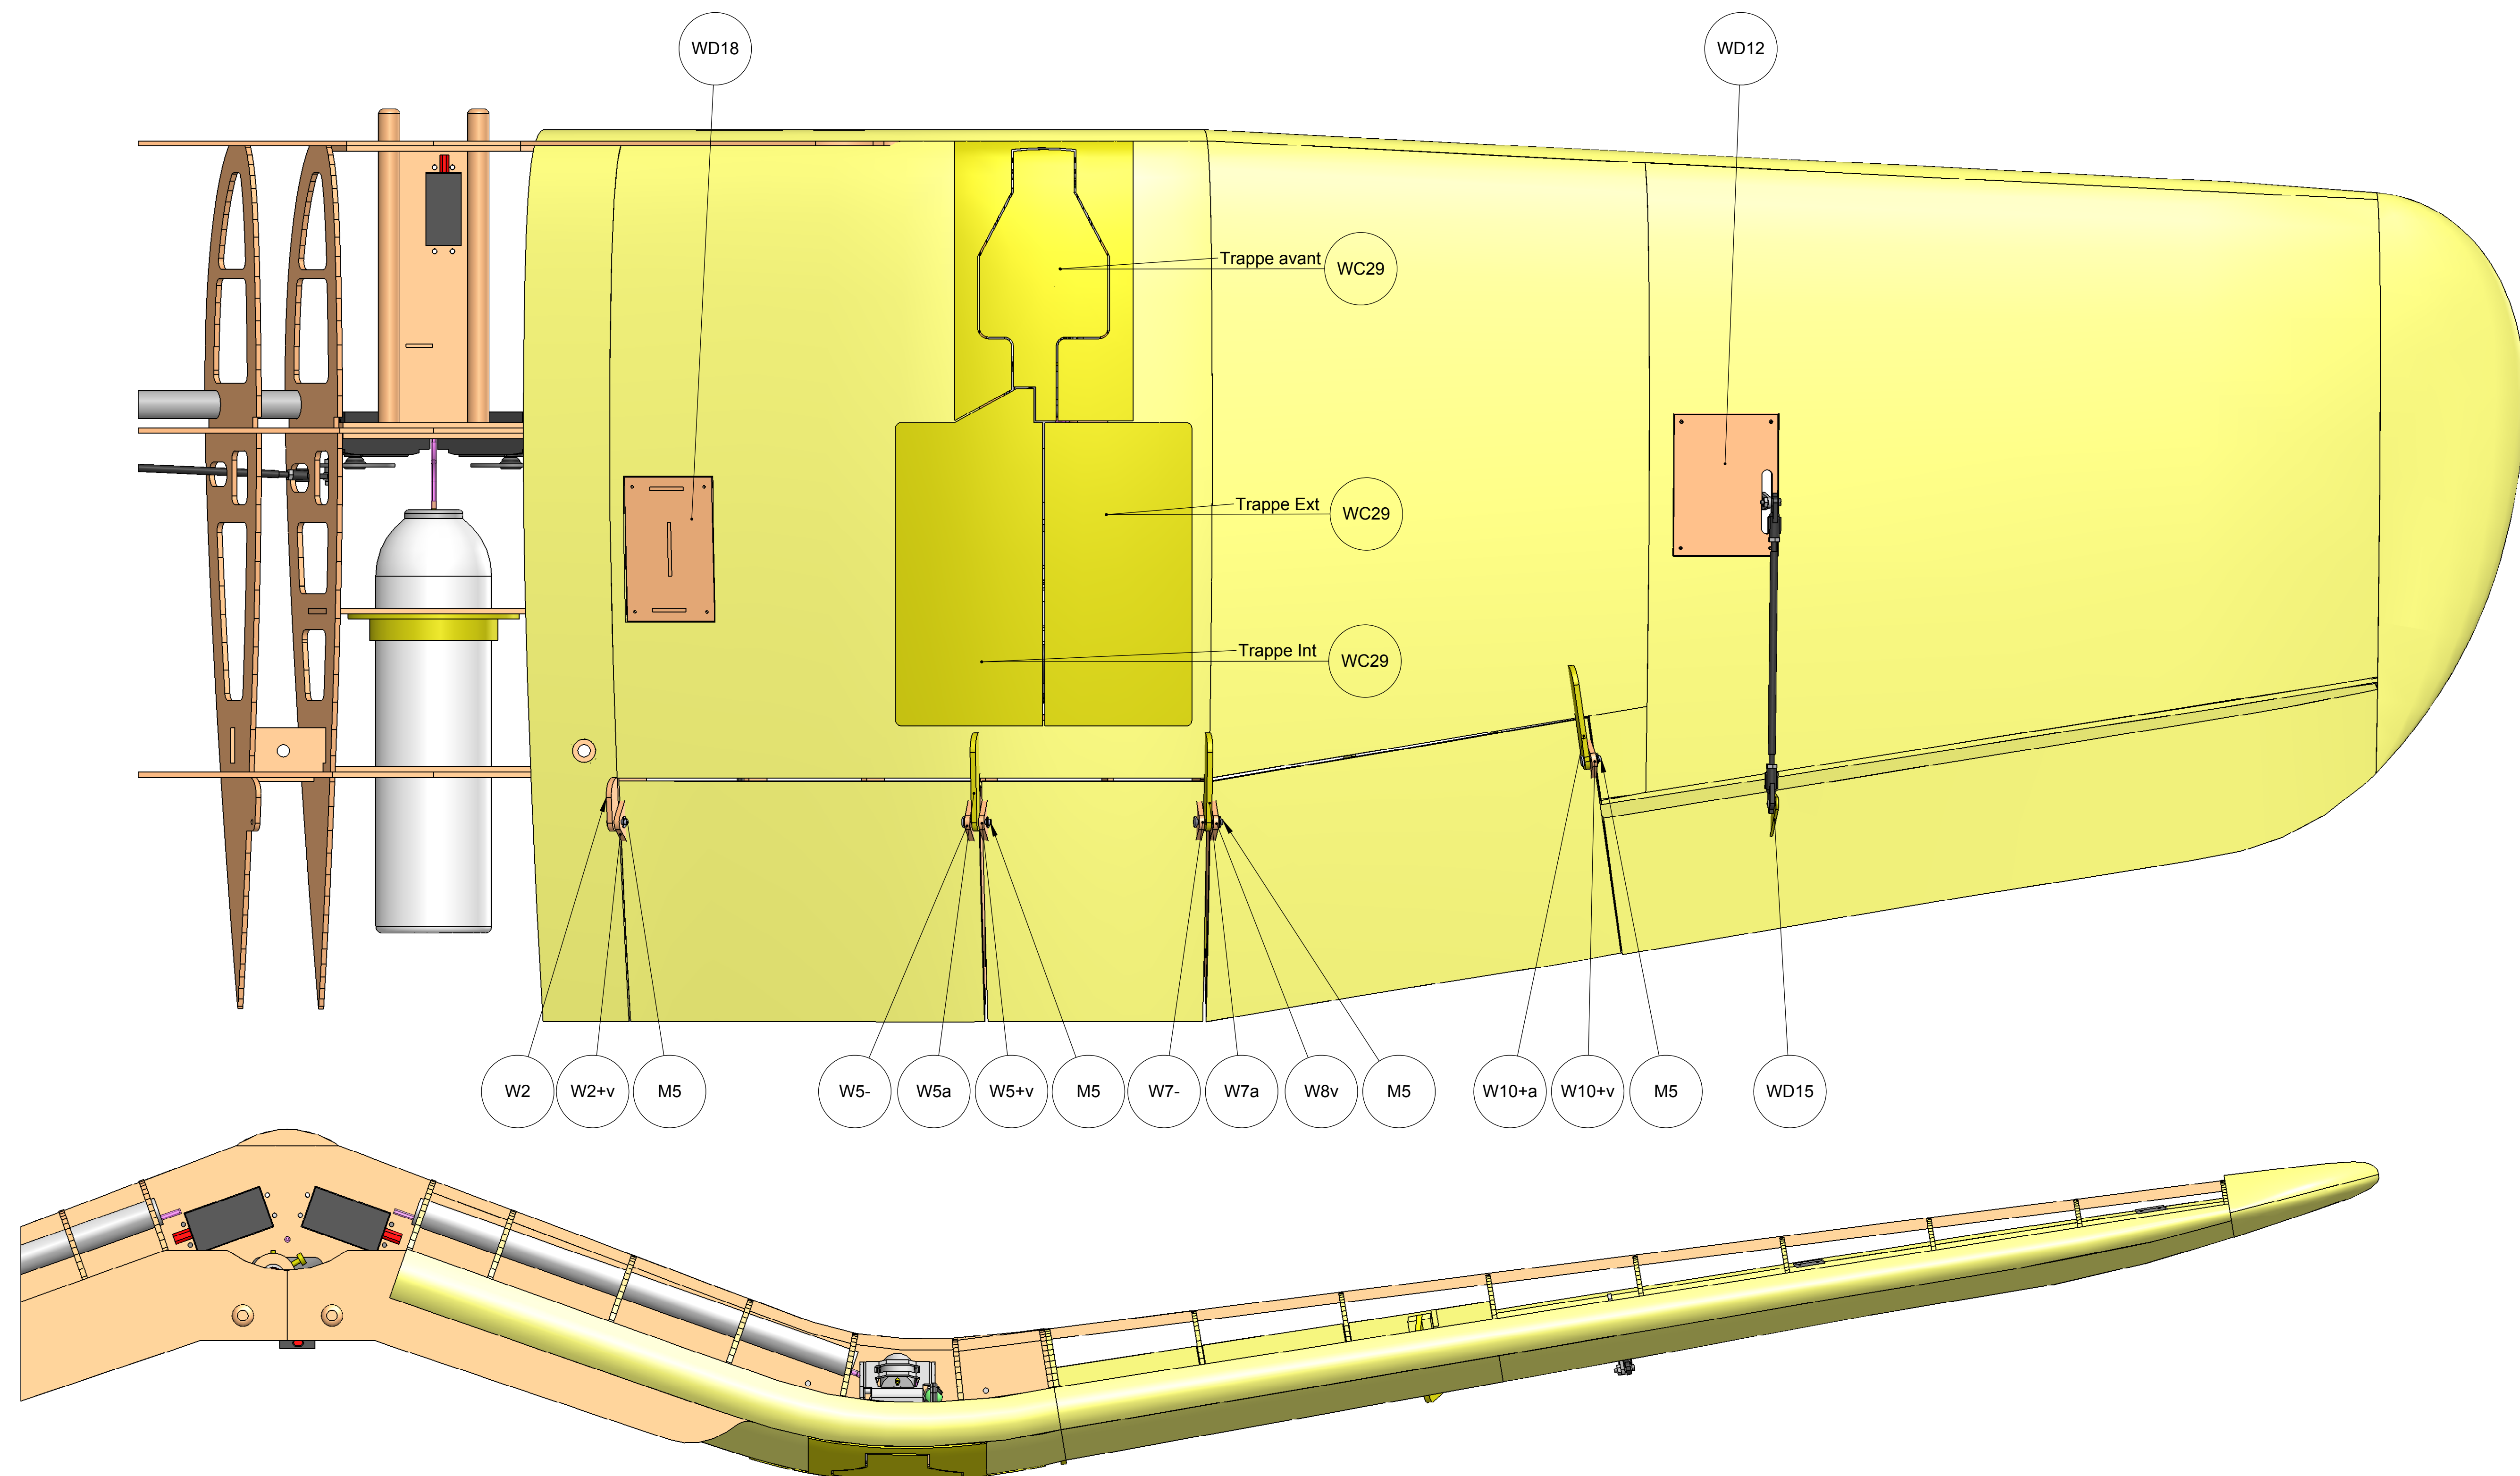 WD18
WD12
Trappe avant
WC29
Trappe Ext
WC29
Trappe Int
WC29
W2
W2+v
M5
W5-
W5a
W5+v
M5
W7-
W7a
W8v
M5
W10+a
W10+v
M5
WD15